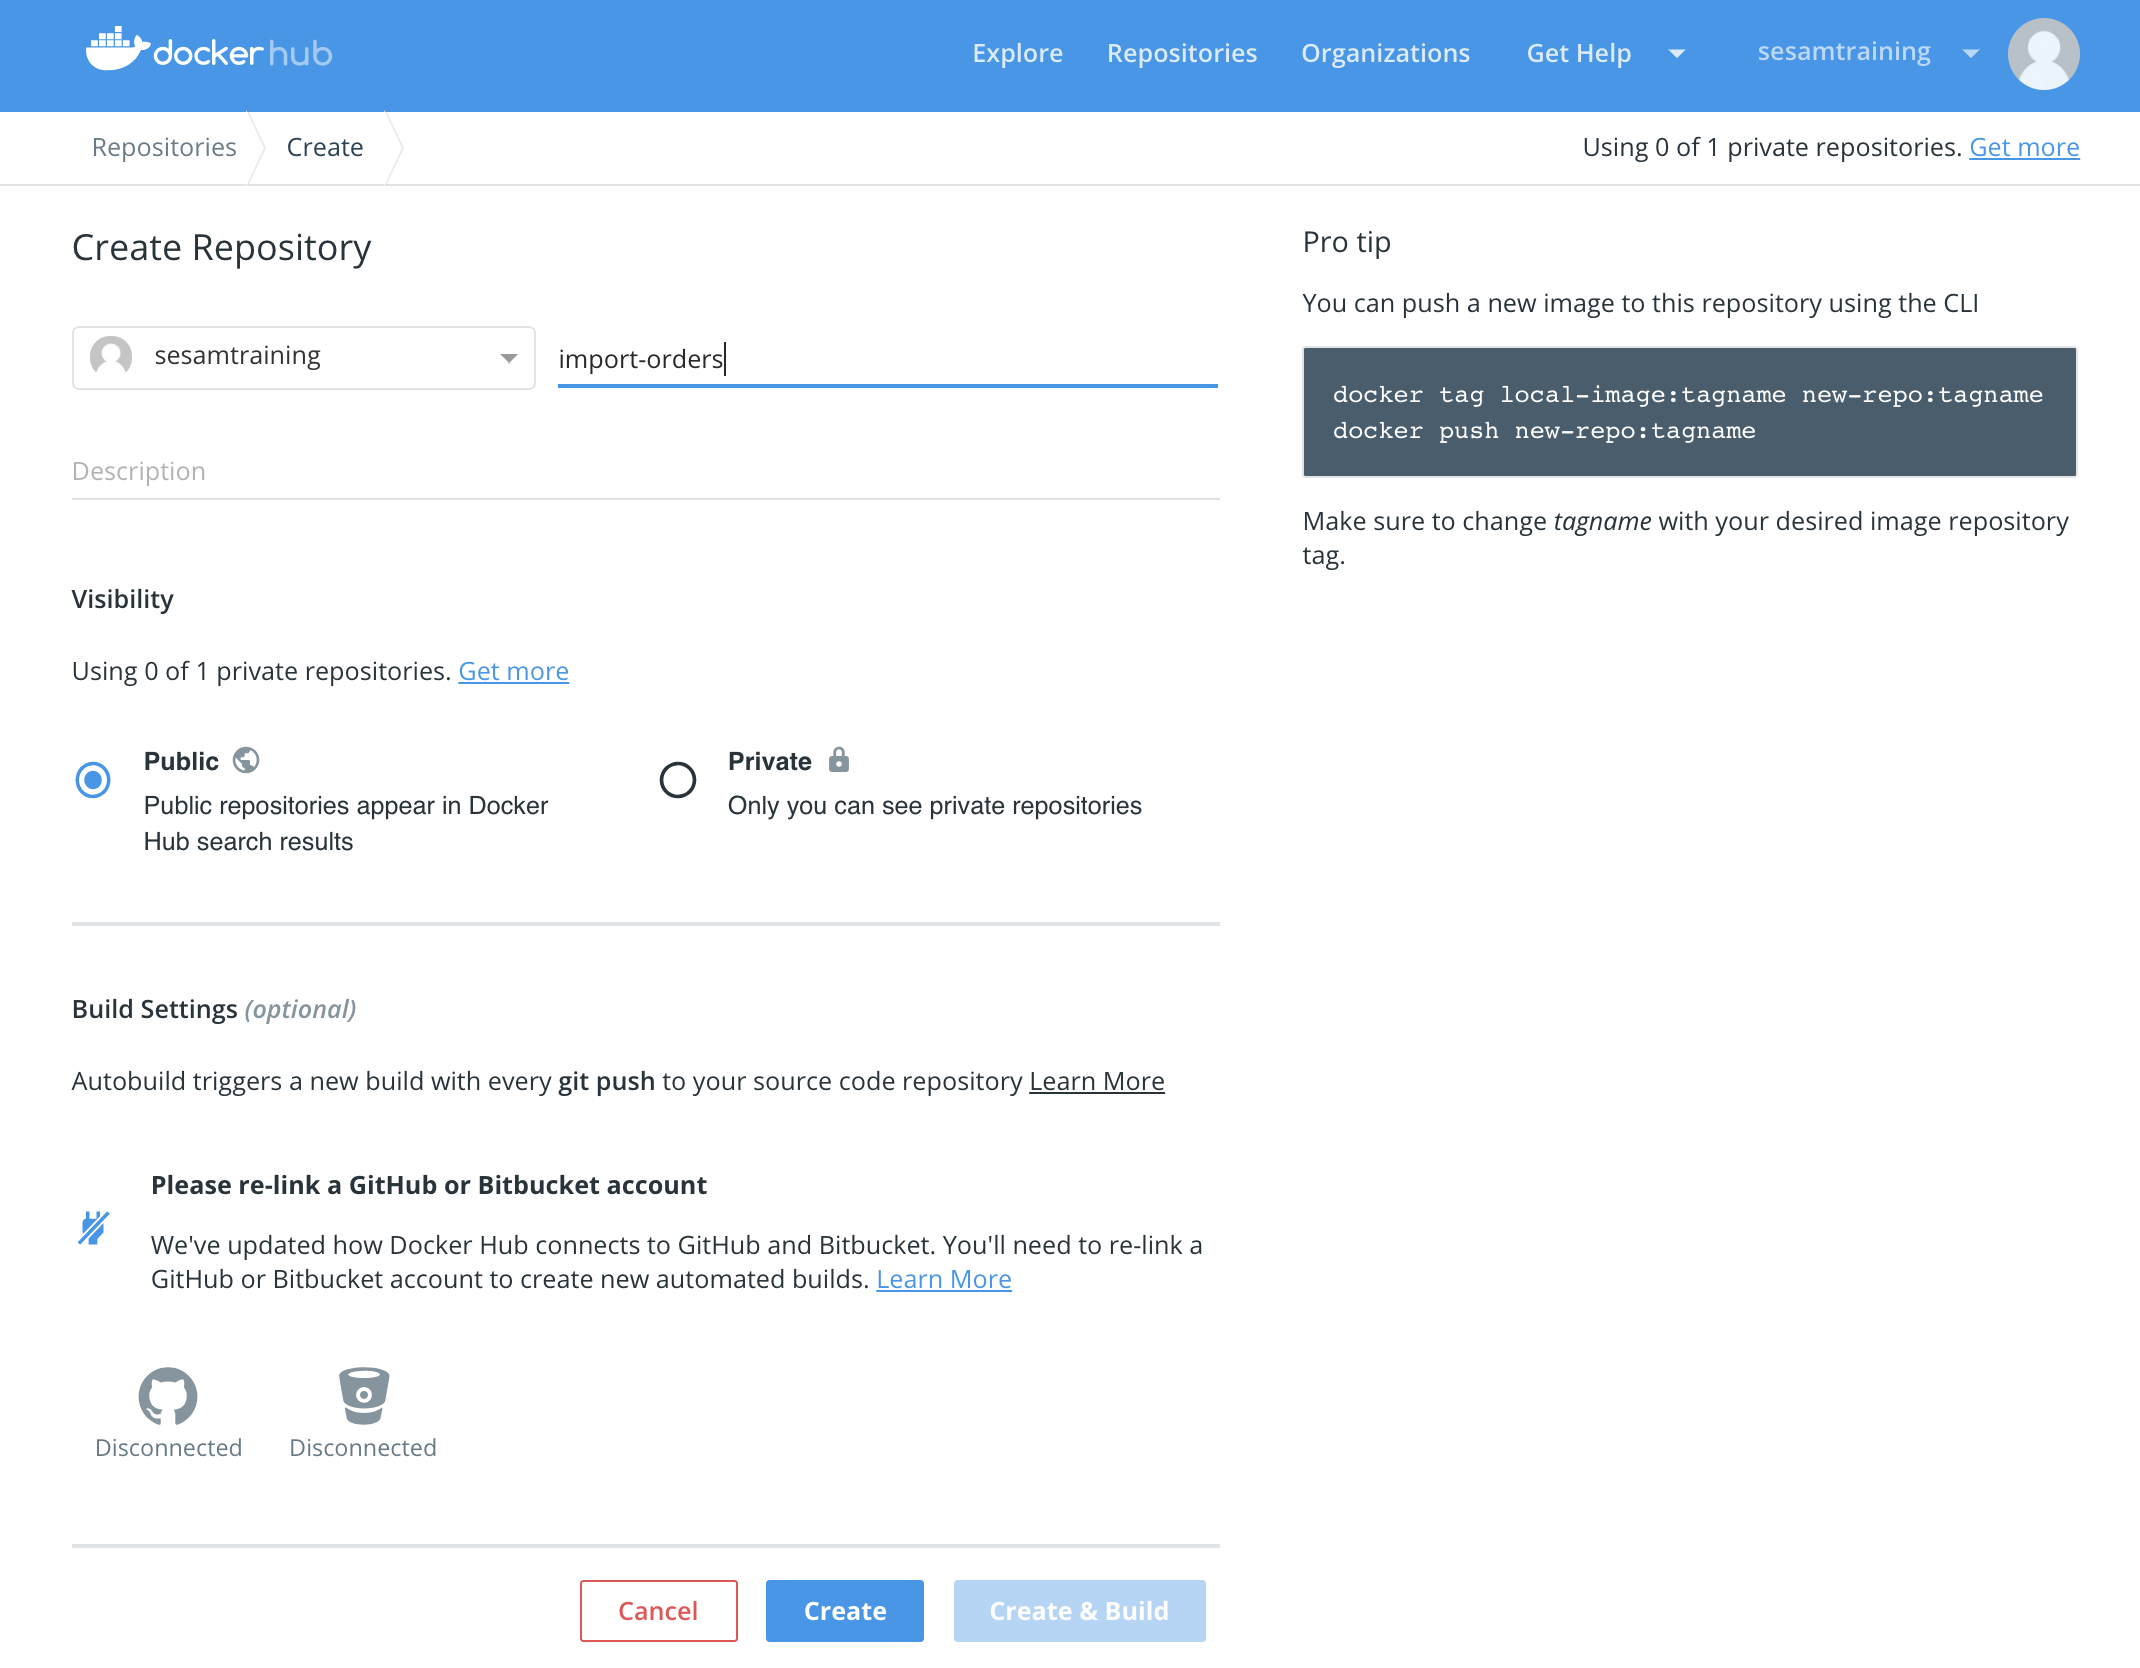 dockerhub
Explore Repositories Organizations Get Help sesamtraining
Repositories Create Using 0 of 1 private repositories. Get more
Create Repository
sesamtraining import-orders
Description
Visibility
Using 0 of 1 private repositories. Get more
Public
Public repositories appear in Docker
Hub search results
Private
Only you can see private repositories
Build Settings (optional)
Autobuild triggers a new build with every git push to your source code repository Learn More
Please re-link a GitHub or Bitbucket account
We've updated how Docker Hub connects to GitHub and Bitbucket. You'll need to re-link a
GitHub or Bitbucket account to create new automated builds. Learn More
Disconnected Disconnected
Cancel Create Create & Build
Pro tip
You can push a new image to this repository using the CLI
docker tag local-image:tagname new-repo:tagname
docker push new-repo:tagname
Make sure to change tagname with your desired image repository
tag.